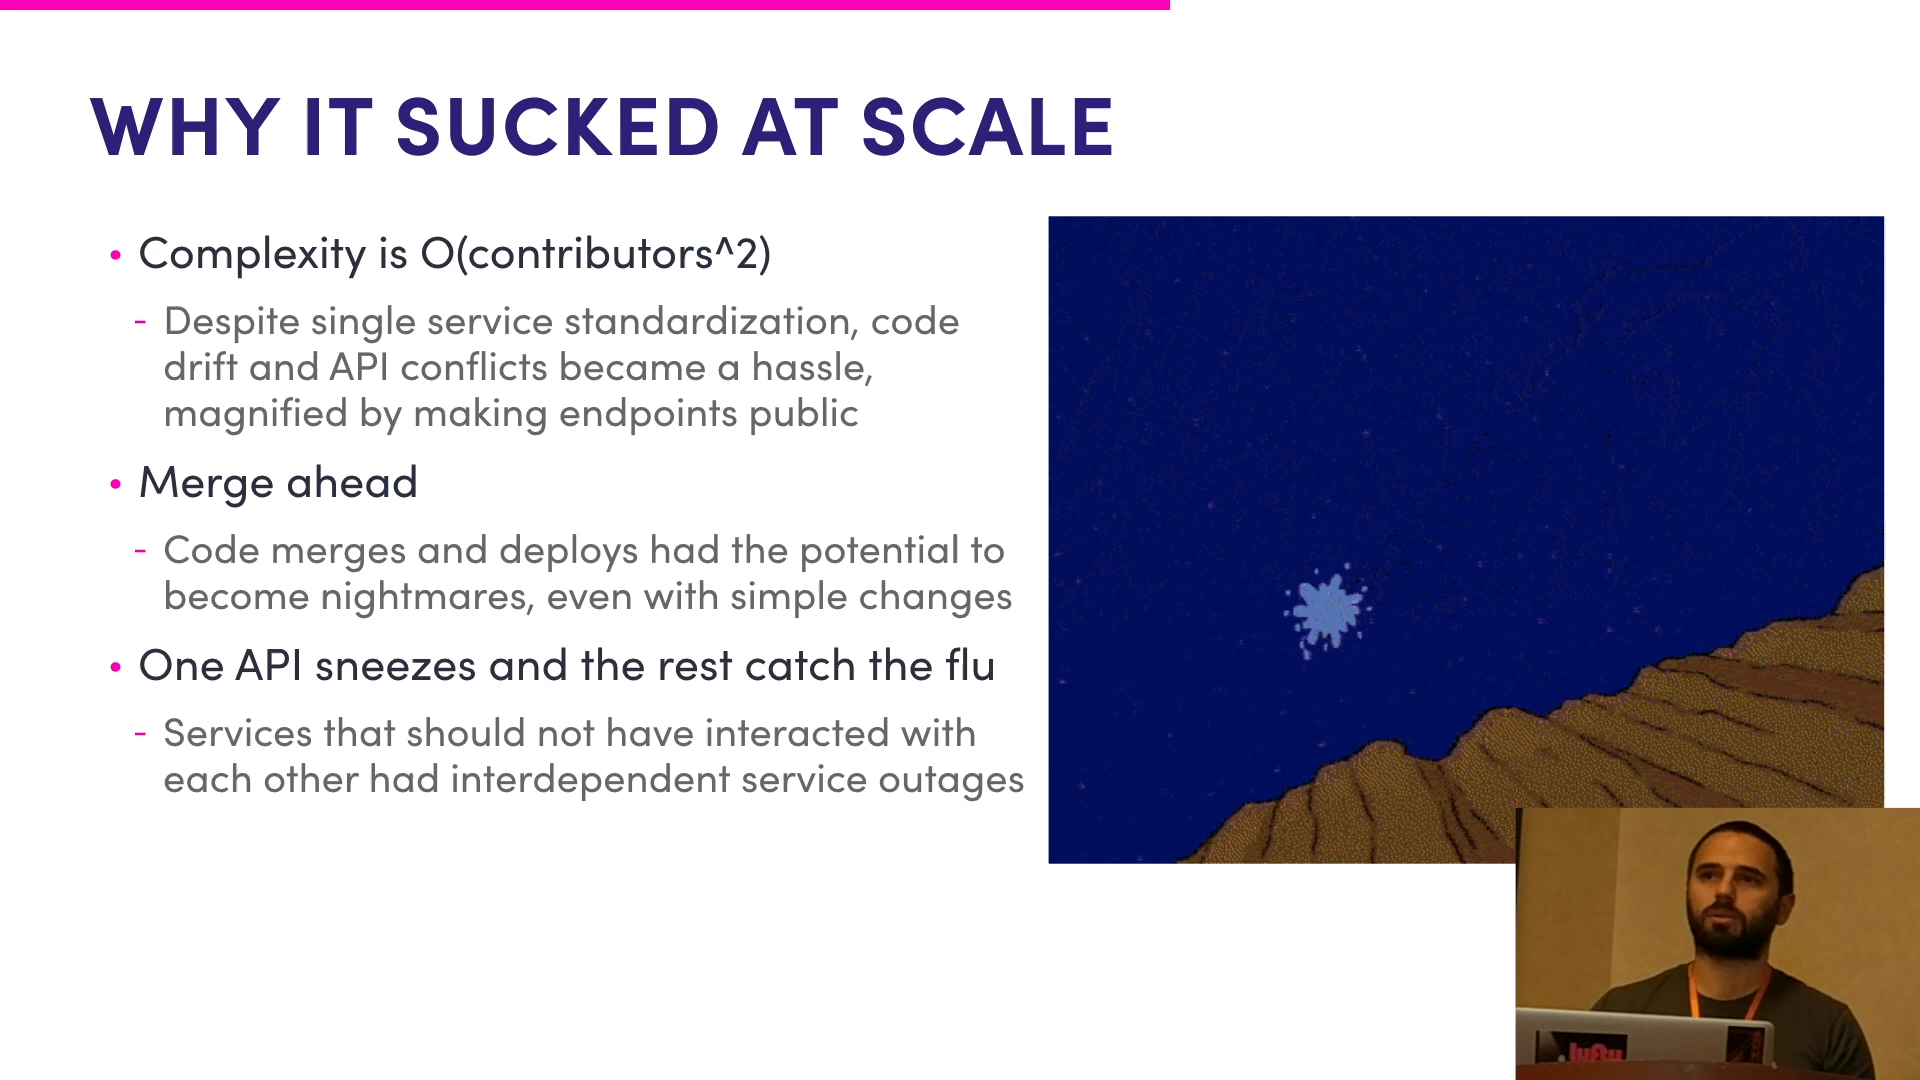 WHY IT SUCKED AT SCALE
• Complexity is O(contributors^2)
- Despite single service standardization, code
drift and API conflicts became a hassle,
magnified by making endpoints public
• Merge ahead
- Code merges and deploys had the potential to
become nightmares, even with simple changes
• One API sneezes and the rest catch the flu
- Services that should not have interacted with
each other had interdependent service outages